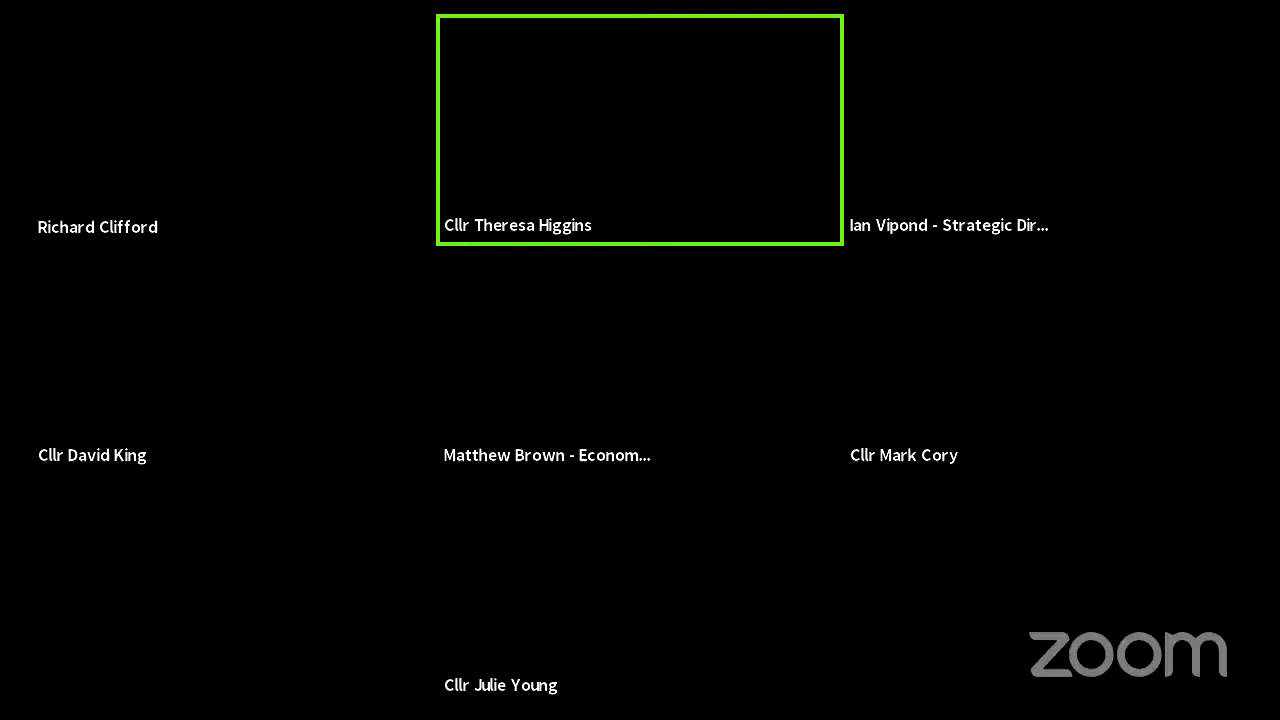 Richard Clifford
Cllr Theresa Higgins
Ian Vipond - Strategic Dir...
Cllr David King
Matthew Brown - Econom...
Cllr Mark Cory
Cllr Julie Young
zoom